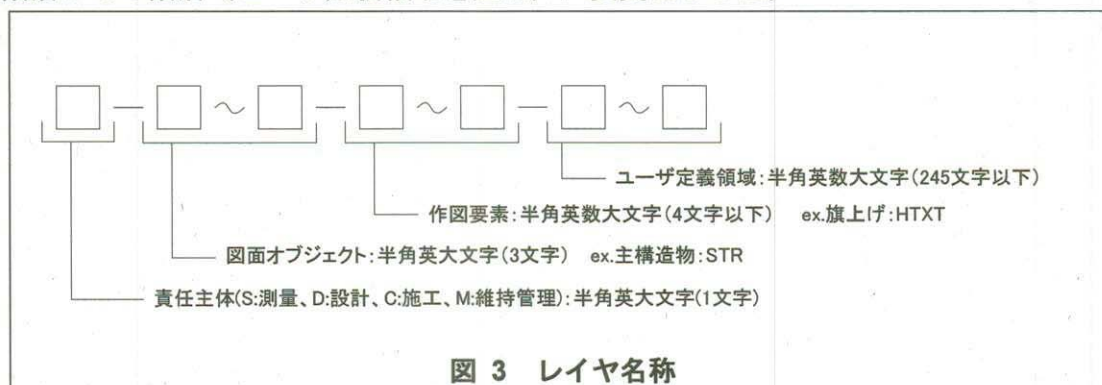 □-□～□-□～□-□～□
ユーザ定義領域:半角英数大文字(245文字以下)
作図要素:半角英数大文字(4文字以下) ex.旗上げ:HTXT
図面オブジェクト:半角英大文字(3文字) ex.主構造物:STR
責任主体(S:測量、D:設計、C:施工、M:維持管理):半角英大文字(1文字)
図 3 レイヤ名称